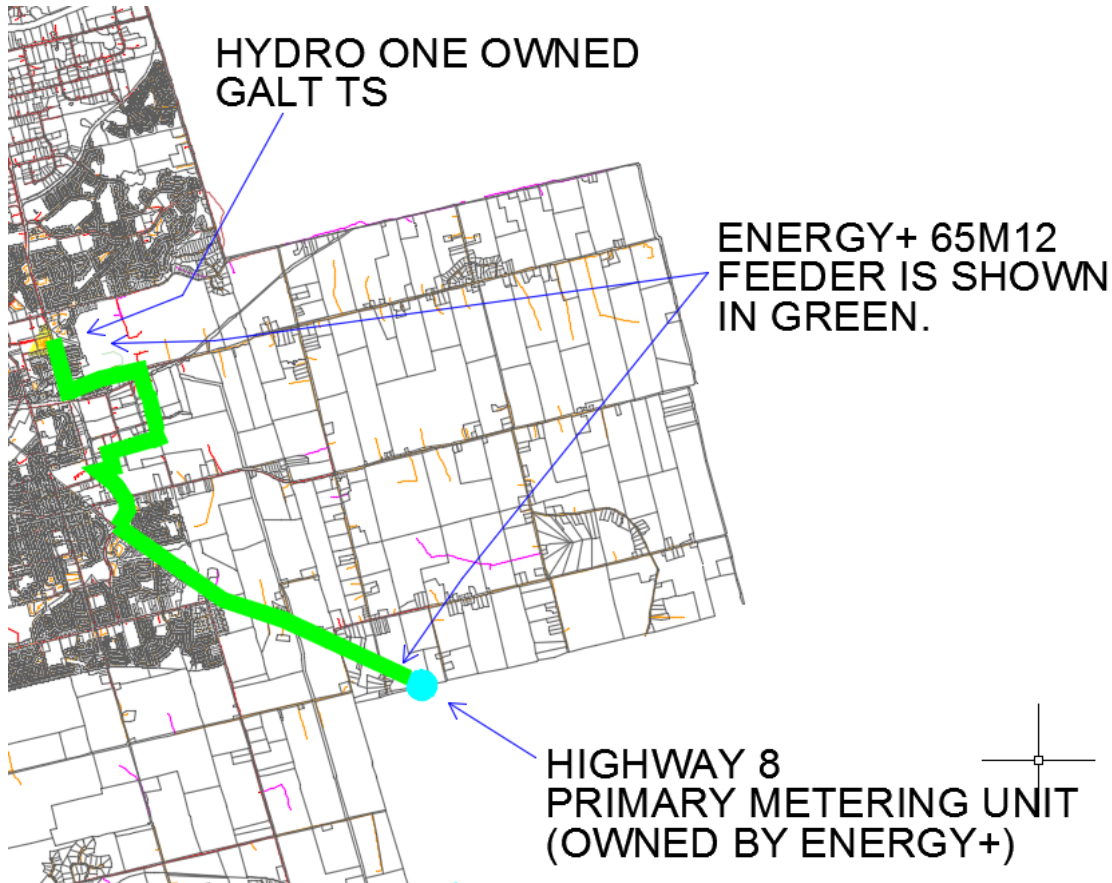 HYDRO ONE OWNED
GALT TS
ENERGY+ 65M12
FEEDER IS SHOWN
IN GREEN.
HIGHWAY 8
PRIMARY METERING UNIT
(OWNED BY ENERGY+)